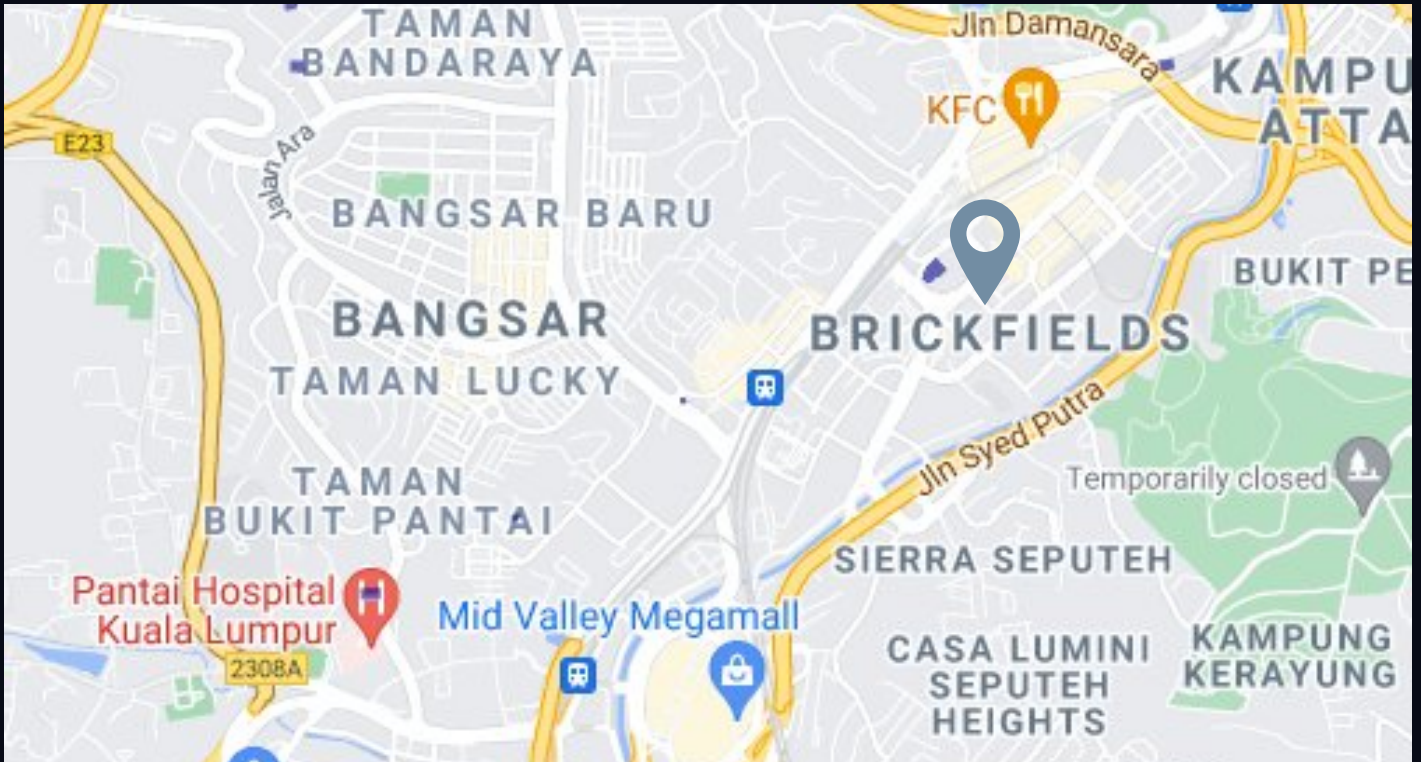 TAMAN
BANDARAYA
Jln Damansara
KAMPU
ATTA
KFC
E23
Jalan Ara
BANGSAR BARU
BUKIT PE
BANGSAR
BRICKFIELDS
TAMAN LUCKY
Jln Syed Putra
TAMAN
BUKIT PANTAI
Temporarily closed
SIERRA SEPUTEH
Pantai Hospital
Kuala Lumpur
H
Mid Valley Megamall
2308A
CASA LUMINI
SEPUTEH
HEIGHTS
KAMPUNG
KERAYUNG